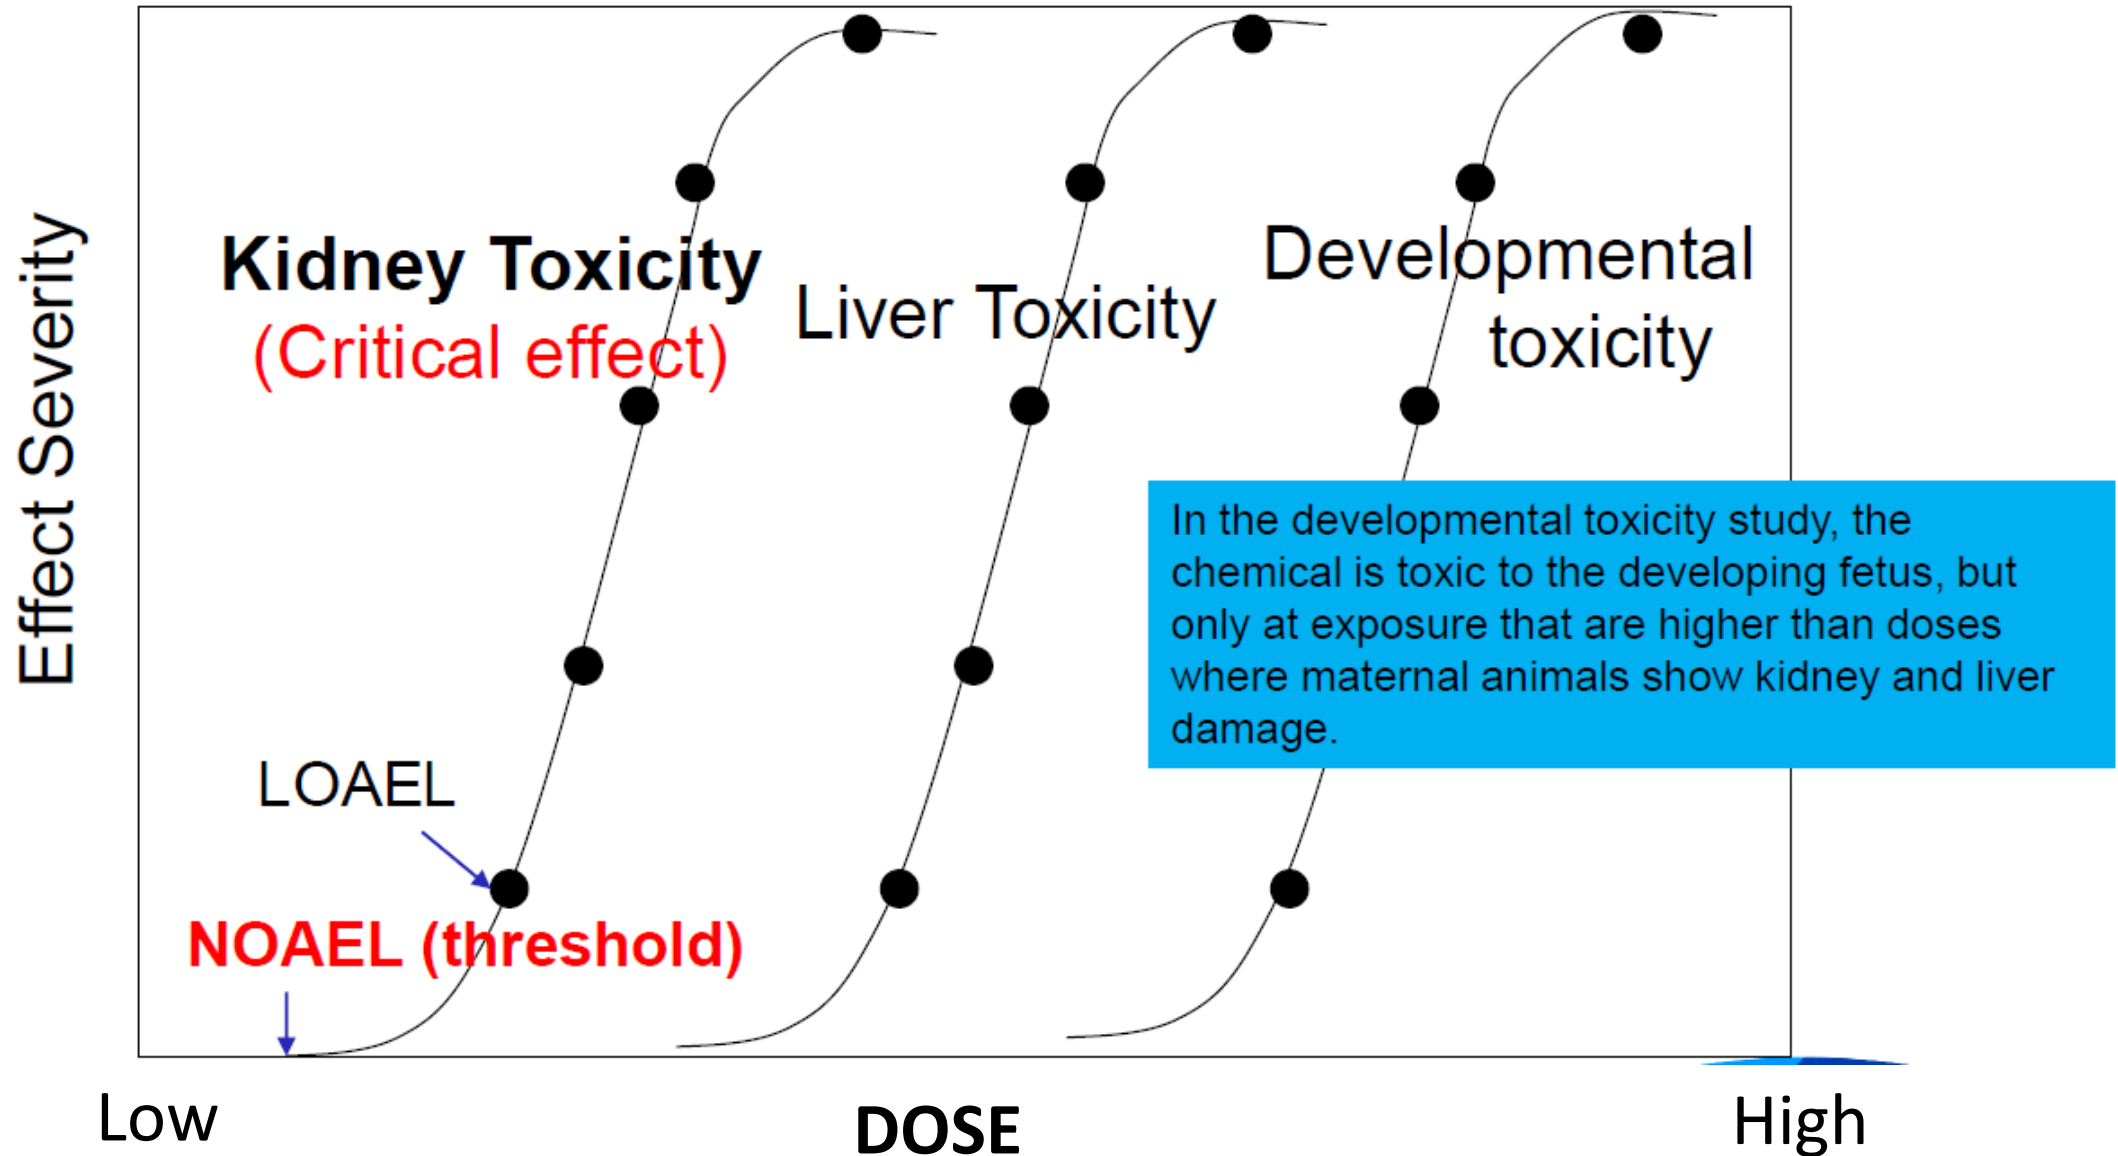 Effect Severity
Kidney Toxicity
(Critical effect)
Liver Toxicity
Developmental
toxicity
In the developmental toxicity study, the
chemical is toxic to the developing fetus, but
only at exposure that are higher than doses
where maternal animals show kidney and liver
damage.
LOAEL
NOAEL (threshold)
Low
DOSE
High